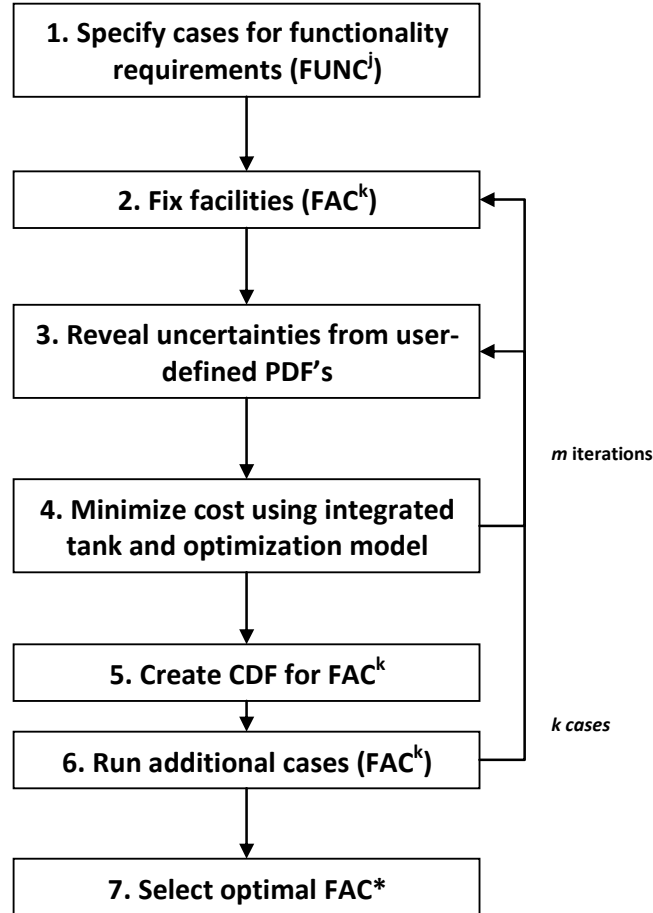 1. Specify cases for functionality
requirements (FUNC^j)
2. Fix facilities (FAC^k)
3. Reveal uncertainties from user-
defined PDF's
m iterations
4. Minimize cost using integrated
tank and optimization model
5. Create CDF for FAC^k
k cases
6. Run additional cases (FAC^k)
7. Select optimal FAC*